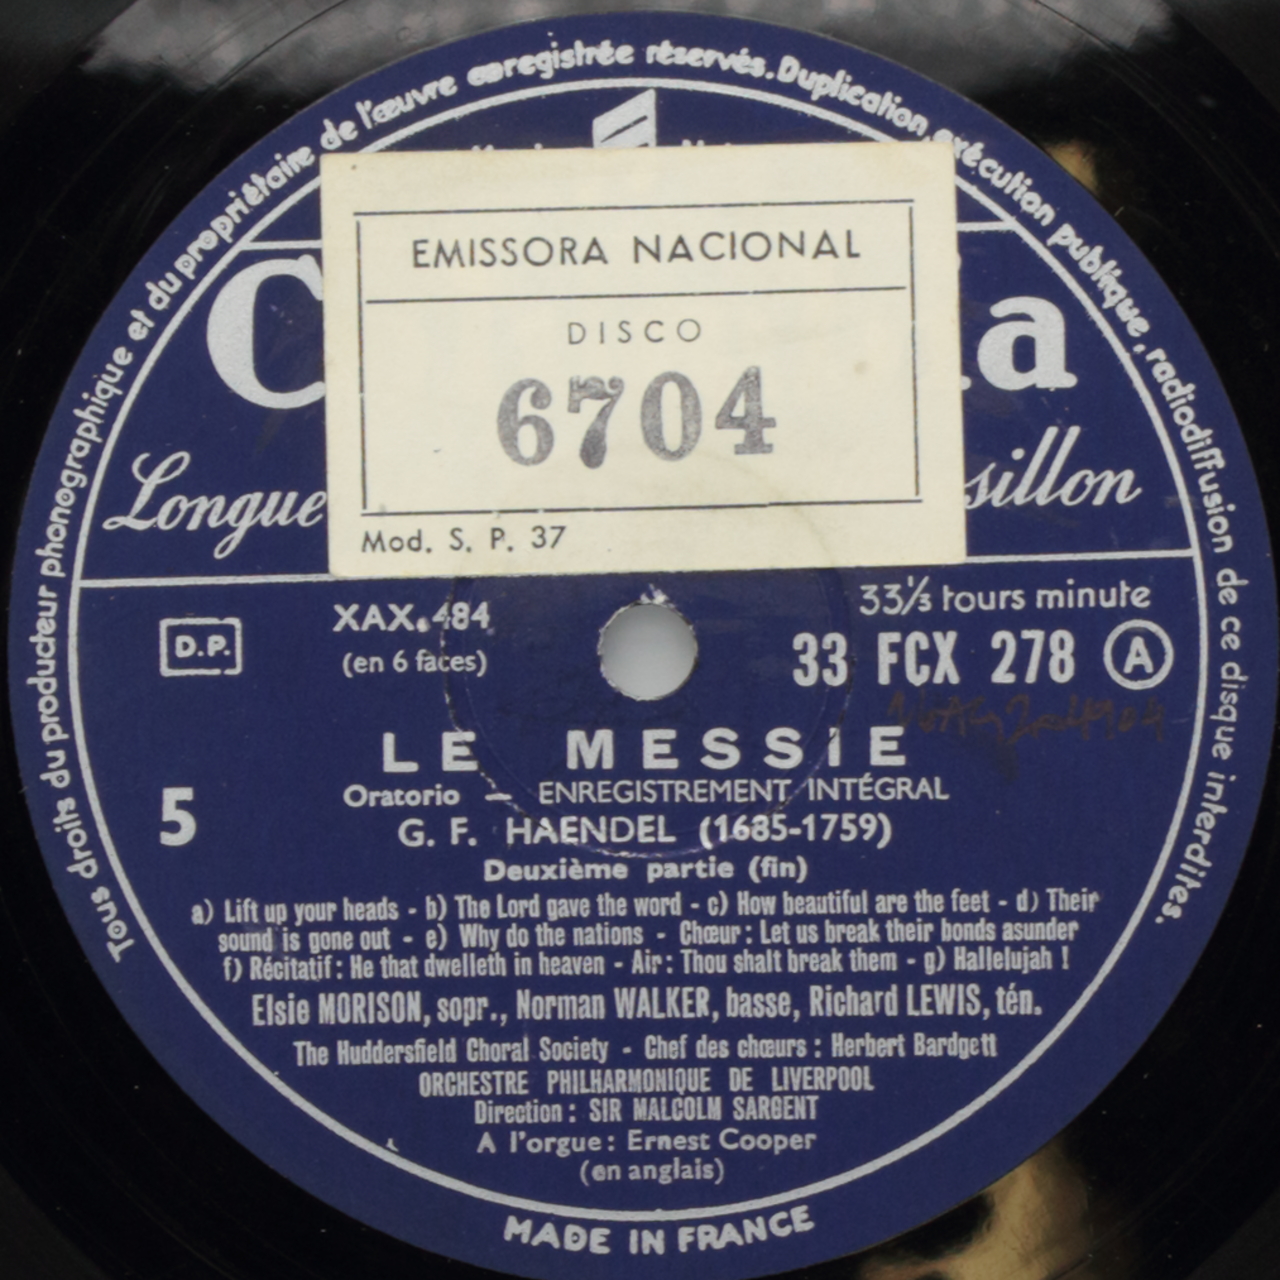 Tous droits du producteur phonographique et du propriétaire de l'œuvre enregistrée réservés. Duplication exécution publique, radiodiffusion de ce disque interdites.
EMISSORA NACIONAL
DISCO
6704
Mod. S. P. 37
Longue sillon
33⅓ tours minute
XAX.484
D.P.
(en 6 faces)
33 FCX 278 A
LE MESSIE
Oratorio — ENREGISTREMENT INTÉGRAL
5
G. F. HAENDEL (1685-1759)
Deuxième partie (fin)
a) Lift up your heads - b) The Lord gave the word - c) How beautiful are the feet - d) Their
sound is gone out - e) Why do the nations - Chœur : Let us break their bonds asunder
f) Récitatif : He that dwelleth in heaven - Air : Thou shalt break them - g) Hallelujah !
Elsie MORISON, sopr., Norman WALKER, basse, Richard LEWIS, tén.
The Huddersfield Choral Society - Chef des chœurs : Herbert Bardgett
ORCHESTRE PHILHARMONIQUE DE LIVERPOOL
Direction : SIR MALCOLM SARGENT
A l'orgue : Ernest Cooper
(en anglais)
MADE IN FRANCE